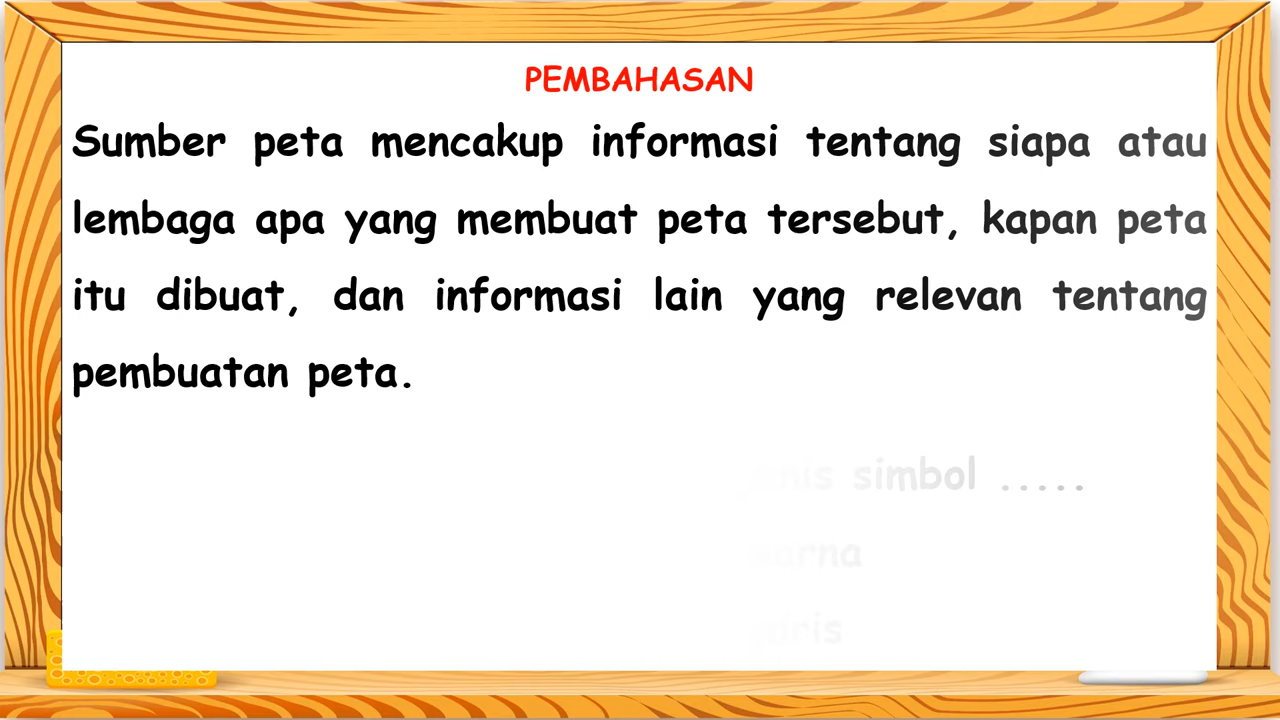 PEMBAHASAN
Sumber peta mencakup informasi tentang siapa atau
lembaga apa yang membuat peta tersebut, kapan peta
itu dibuat, dan informasi lain yang relevan tentang
pembuatan peta.
simbol .....